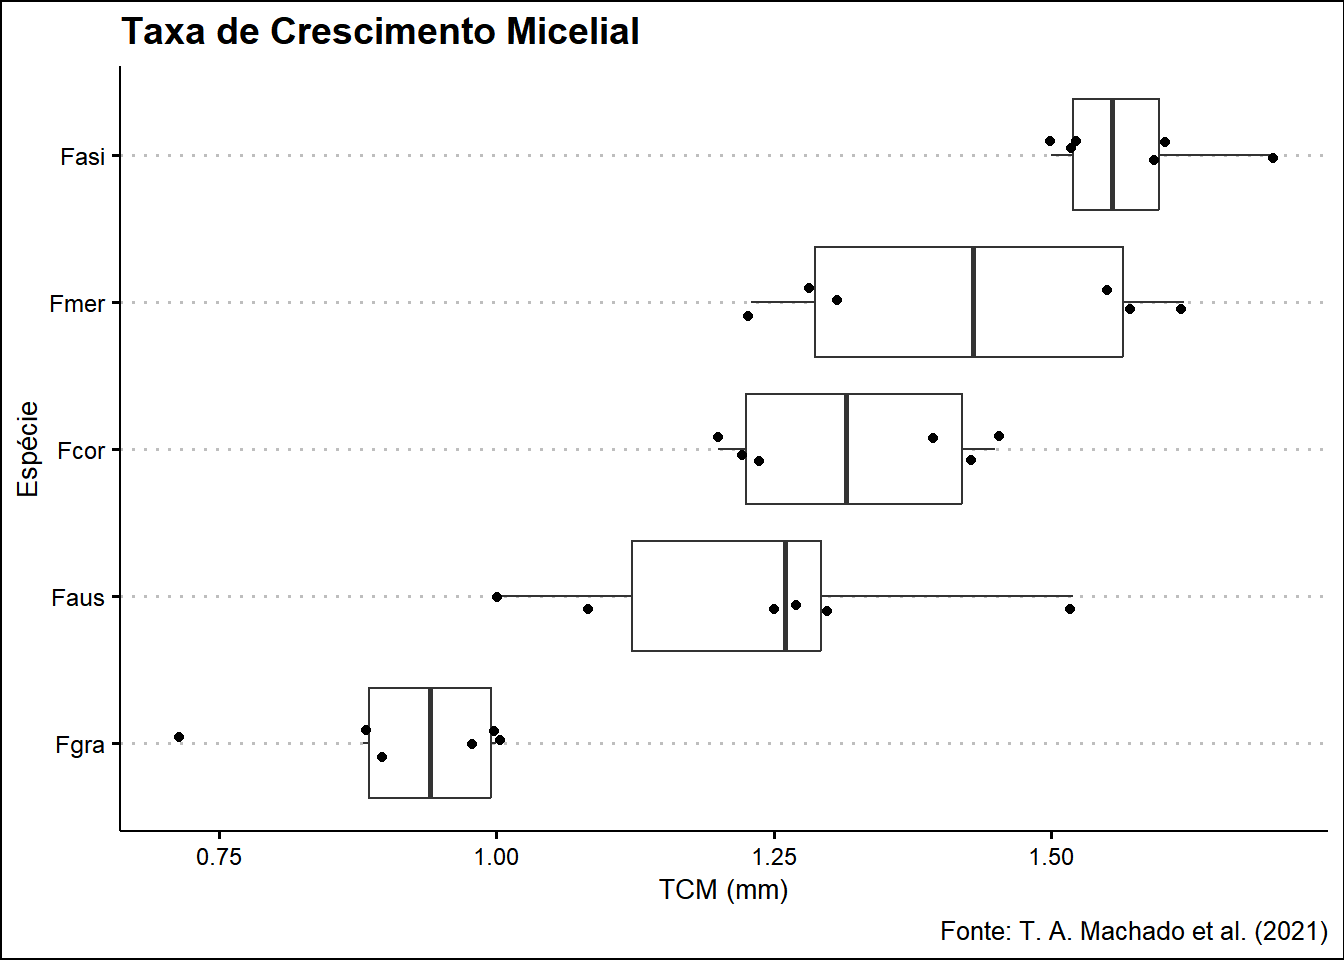 Taxa de Crescimento Micelial
Espécie
Fasi
Fmer
Fcor
Faus
Fgra
0.75 1.00 1.25 1.50
TCM (mm)
Fonte: T. A. Machado et al. (2021)